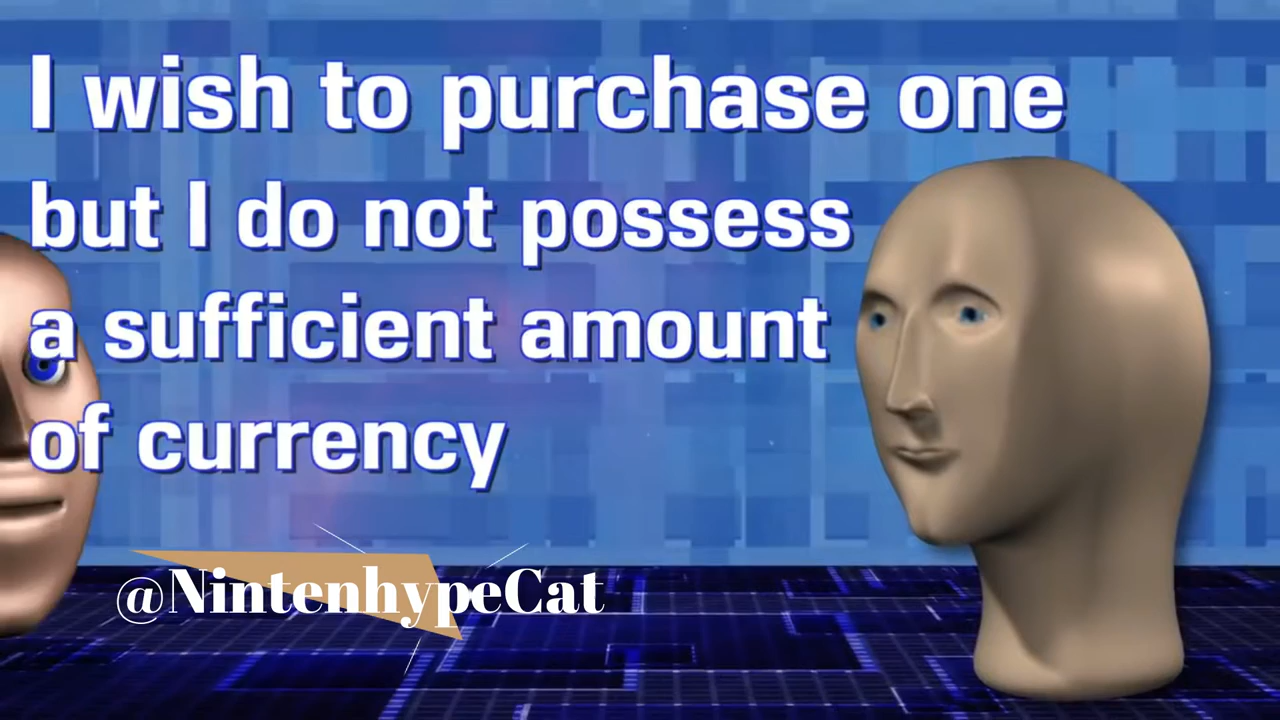 I wish to purchase one
but I do not possess
a sufficient amount
of currency
@NintenhypeCat